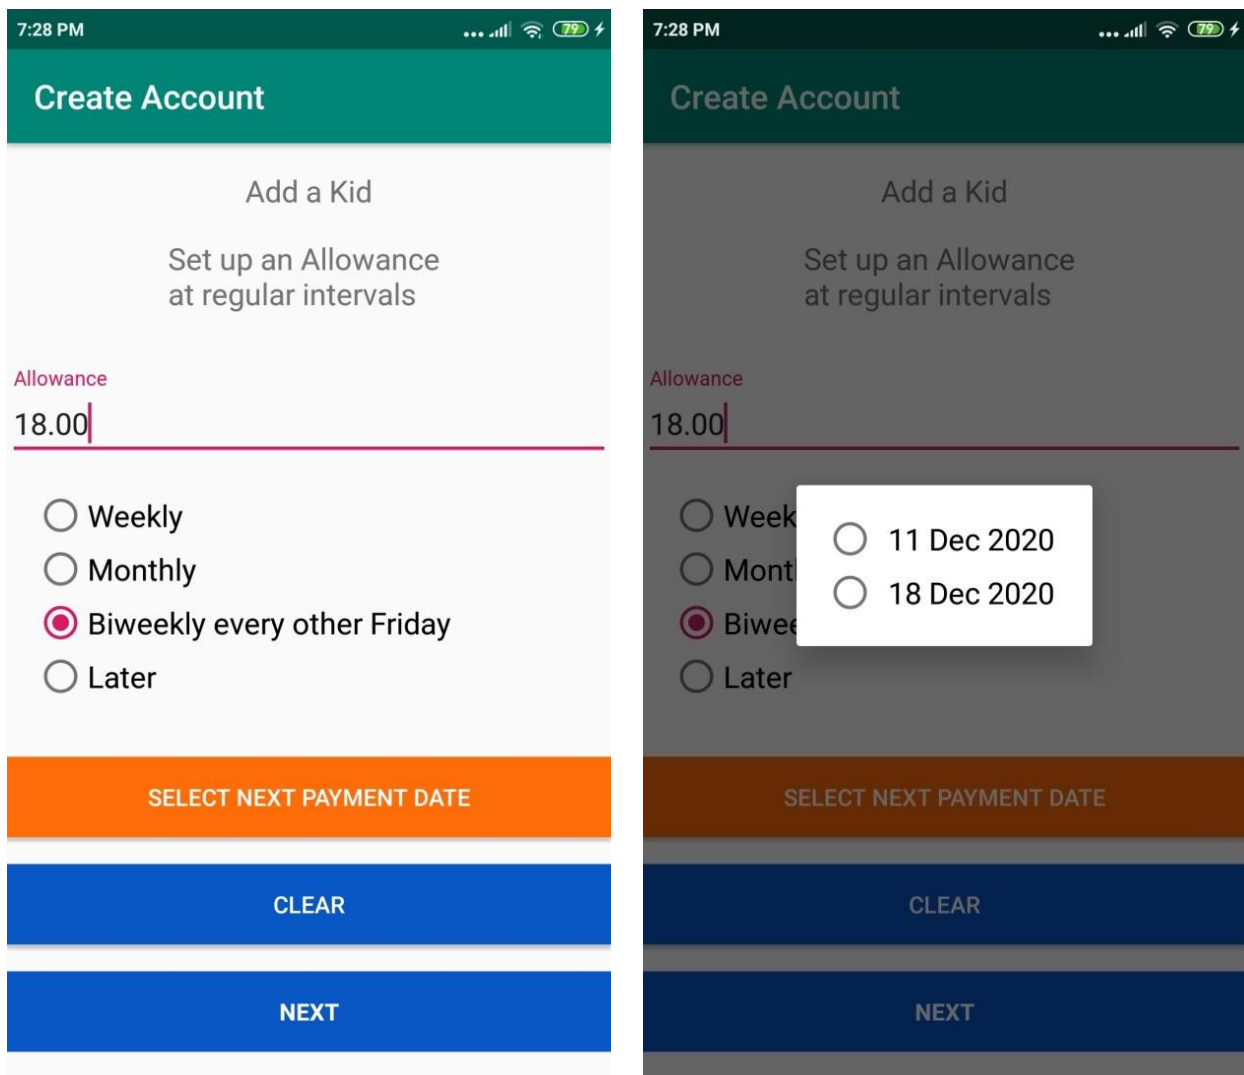 7:28 PM
79
Create Account
Add a Kid
Set up an Allowance
at regular intervals
Allowance
18.00
Weekly
Monthly
Biweekly every other Friday
Later
SELECT NEXT PAYMENT DATE
CLEAR
NEXT
7:28 PM
79
Create Account
Add a Kid
Set up an Allowance
at regular intervals
Allowance
18.00
Week
Mont
Biwee
Later
11 Dec 2020
18 Dec 2020
SELECT NEXT PAYMENT DATE
CLEAR
NEXT